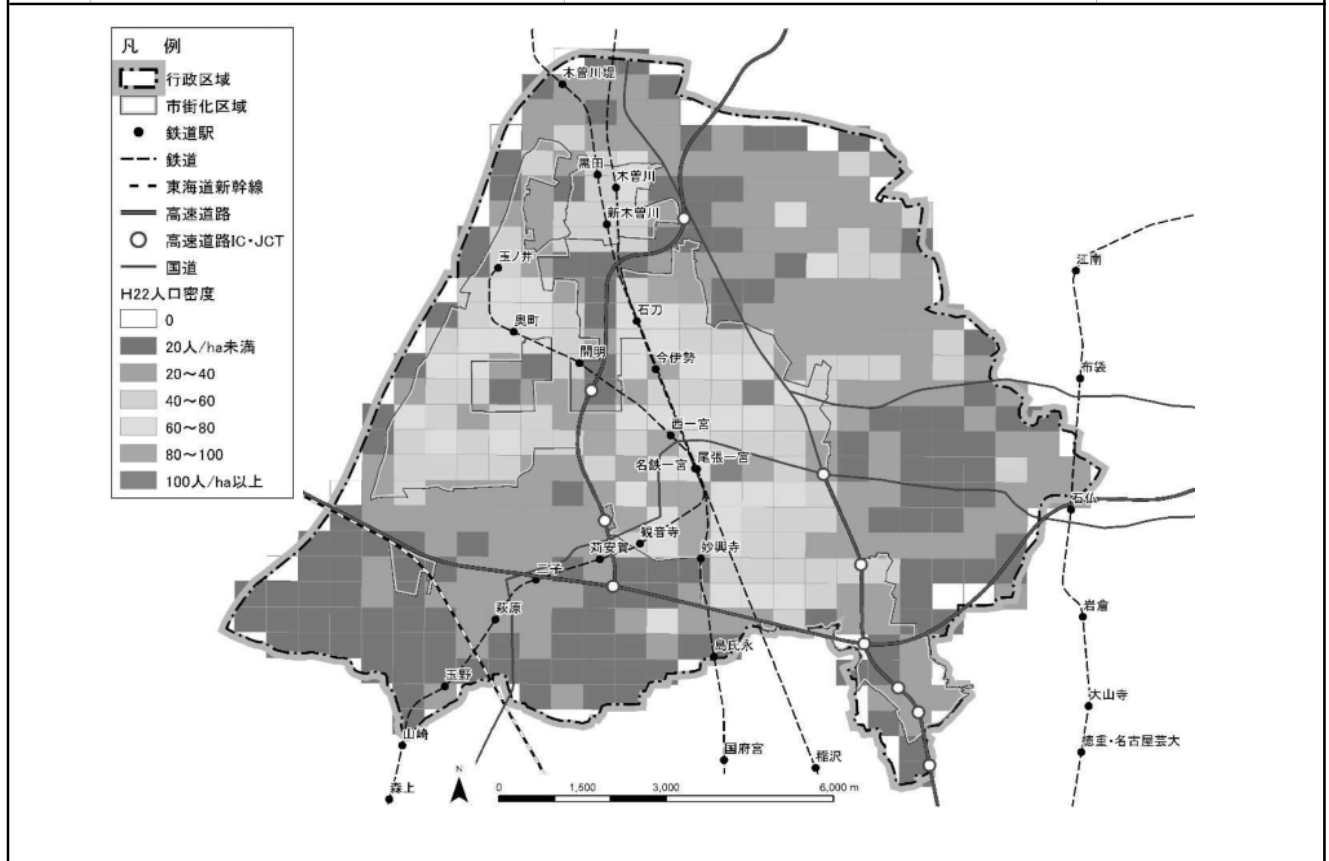 凡 例
行政区域
市街化区域
鉄道駅
鉄道
東海道新幹線
高速道路
高速道路IC・JCT
国道
H22人口密度
0
20人/ha未満
20～40
40～60
60～80
80～100
100人/ha以上
木曽川堤
黒田
木曽川
新木曽川
玉ノ井
江南
石刀
奥町
開明
今伊勢
布袋
西一宮
名鉄一宮
尾張一宮
石仏
観音寺
妙興寺
苅安賀
二子
萩原
岩倉
島氏永
玉野
大山寺
山崎
国府宮
稲沢
徳重・名古屋芸大
森上
N
0
1,500
3,000
6,000 m